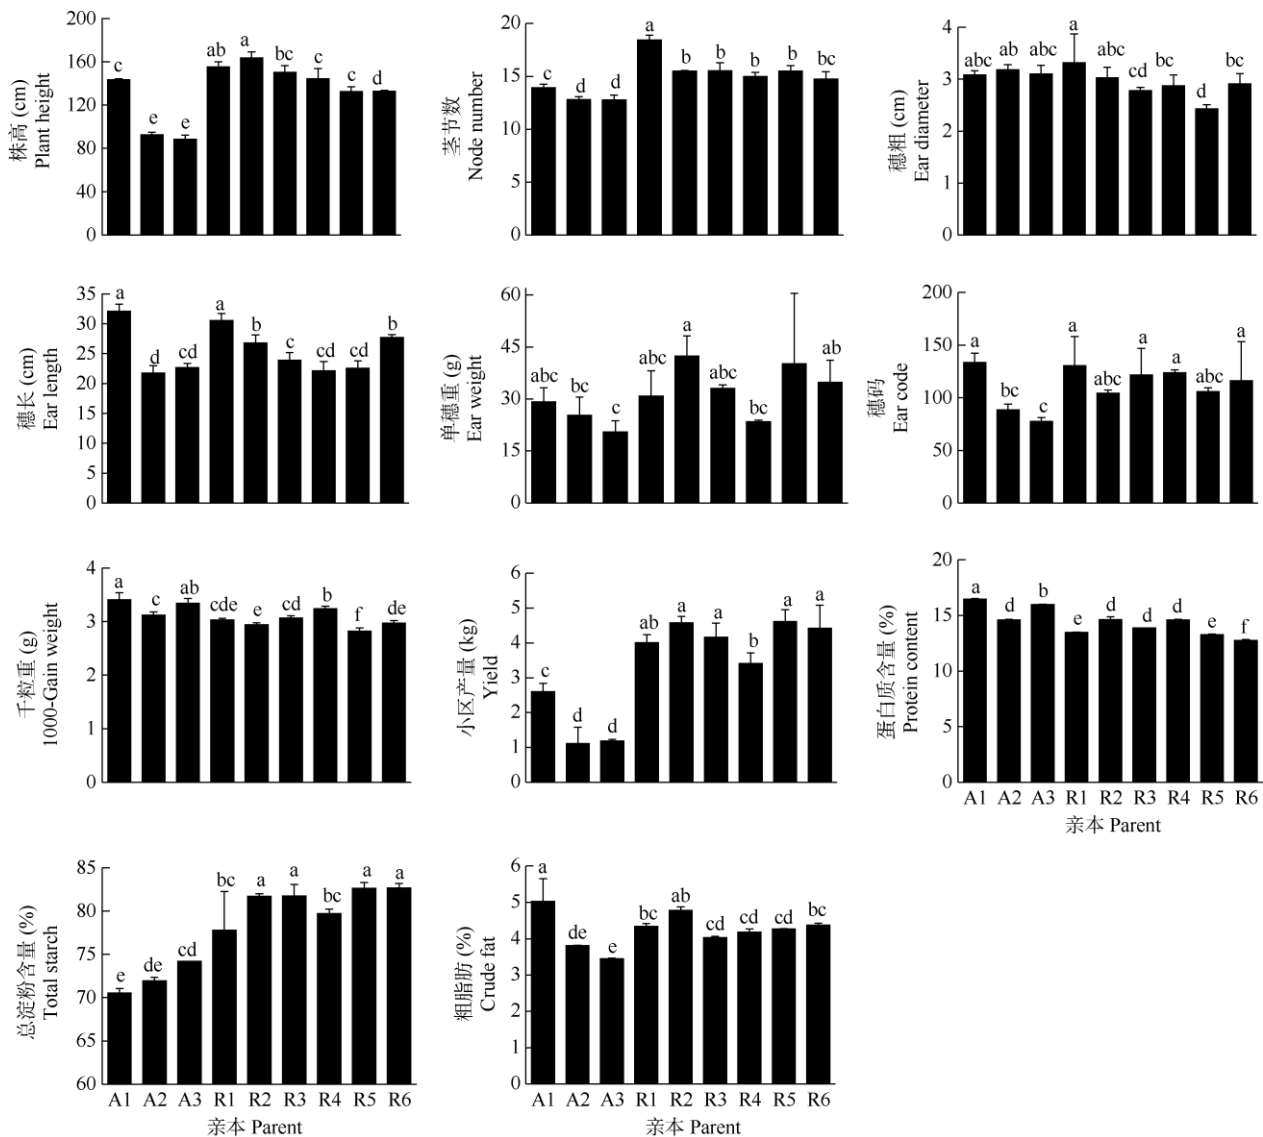 株高 (cm)
Plant height
200
160
120
80
40
0
c e e ab a bc c c d
茎节数
Node number
20
15
10
5
0
c d d a b b b b bc
穗粗 (cm)
Ear diameter
4
3
2
1
0
abc ab abc a abc cd bc d bc
穗长 (cm)
Ear length
35
30
25
20
15
10
5
0
a d cd a b c cd cd b
单穗重 (g)
Ear weight
60
45
30
15
0
abc bc c abc a abc bc ab
穗码
Ear code
200
150
100
50
0
a bc c a abc a a abc a
千粒重 (g)
1000-Gain weight
4
3
2
1
0
a c ab cde e cd b f de
小区产量 (kg)
Yield
6
5
4
3
2
1
0
c d d ab a a b a a
蛋白质含量 (%)
Protein content
20
15
10
5
0
a d b e d d d e f
A1 A2 A3 R1 R2 R3 R4 R5 R6
亲本 Parent
总淀粉含量 (%)
Total starch
85
80
75
70
65
60
e de cd bc a a bc a a
A1 A2 A3 R1 R2 R3 R4 R5 R6
亲本 Parent
粗脂肪 (%)
Crude fat
6
5
4
3
2
1
0
a de e bc ab cd cd cd bc
A1 A2 A3 R1 R2 R3 R4 R5 R6
亲本 Parent